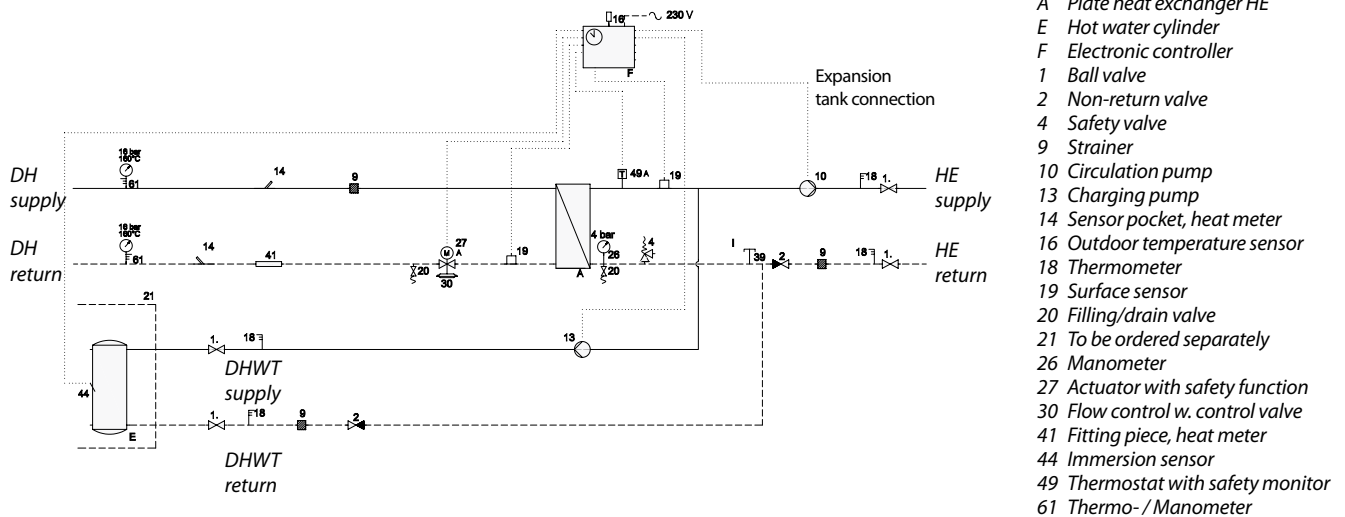 16
230 V
F
Expansion
tank connection
16 bar
160°C
61
14
9
49 A
19
10
18
1.
DH
supply
HE
supply
16 bar
160°C
61
14
41
27
M
A
30
20
19
4 bar
26
20
A
4
I
39
2
9
18
1.
DH
return
HE
return
21
1.
18
13
DHWT
supply
44
E
1.
18
9
2
DHWT
return
A Plate heat exchanger HE
E Hot water cylinder
F Electronic controller
1 Ball valve
2 Non-return valve
4 Safety valve
9 Strainer
10 Circulation pump
13 Charging pump
14 Sensor pocket, heat meter
16 Outdoor temperature sensor
18 Thermometer
19 Surface sensor
20 Filling/drain valve
21 To be ordered separately
26 Manometer
27 Actuator with safety function
30 Flow control w. control valve
41 Fitting piece, heat meter
44 Immersion sensor
49 Thermostat with safety monitor
61 Thermo- / Manometer